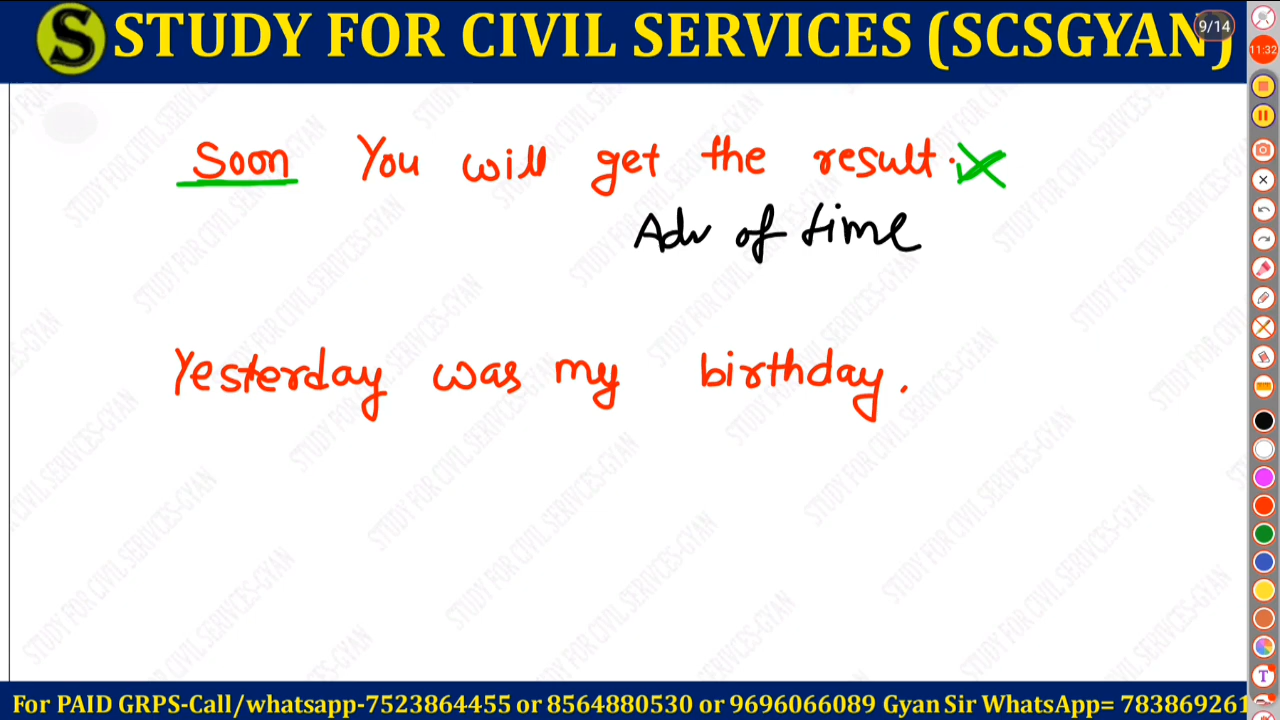 STUDY FOR CIVIL SERVICES (SCSGYAN)
9/14
11:32
Soon You will get the result.
Adv of time
Yesterday was my birthday.
For PAID GRPS-Call/whatsapp-7523864455 or 8564880530 or 9696066089 Gyan Sir WhatsApp= 783869261